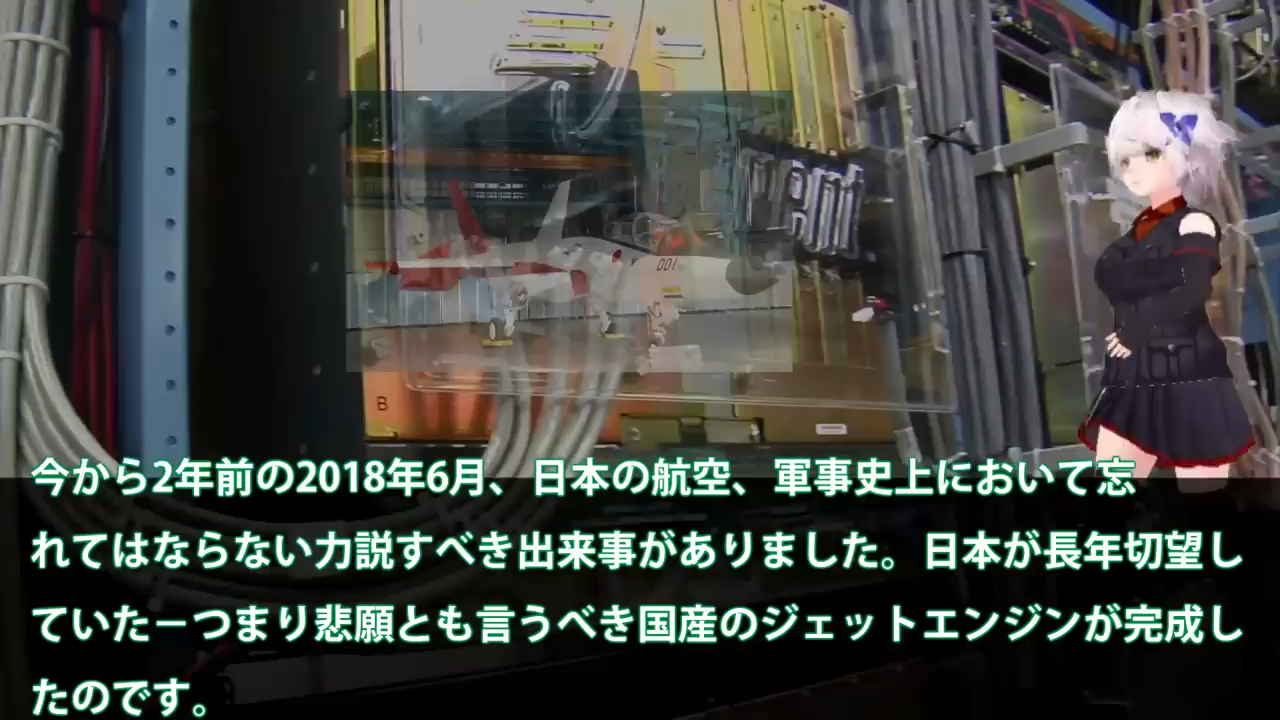 001
B
今から2年前の2018年6月、日本の航空、軍事史上において忘
れてはならない力説すべき出来事がありました。日本が長年切望し
ていた－つまり悲願とも言うべき国産のジェットエンジンが完成し
たのです。